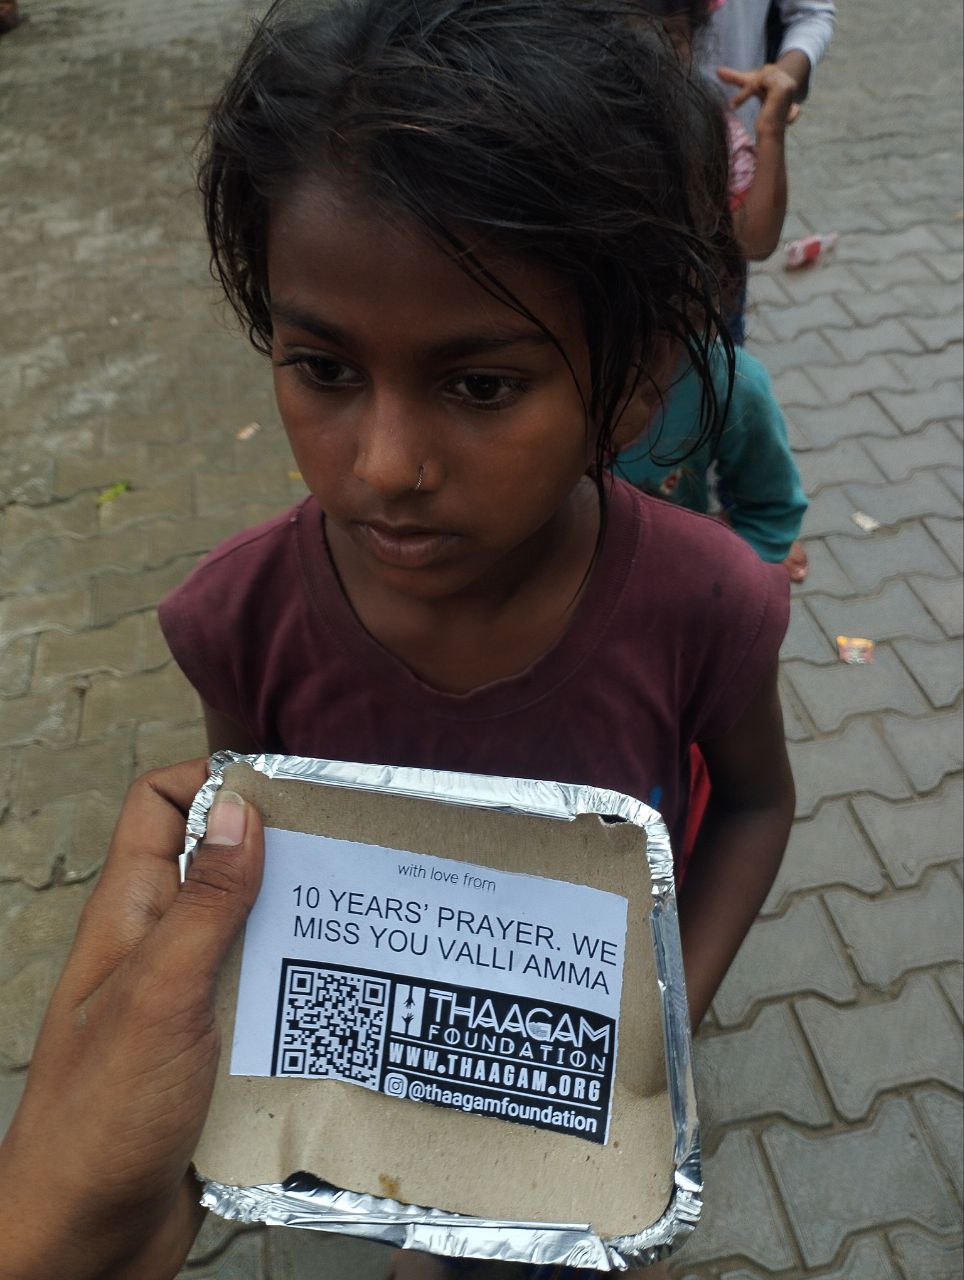 with love from
10 YEARS' PRAYER. WE
MISS YOU VALLI AMMA
THAAGAM
FOUNDATION
WWW.THAAGAM.ORG
@thaagamfoundation